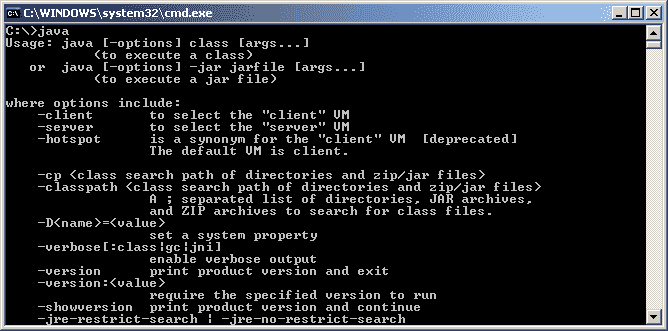 C:\WINDOWS\system32\cmd.exe
C:\>java
Usage: java [-options] class [args...]
(to execute a class)
or java [-options] -jar jarfile [args...]
(to execute a jar file)
where options include:
-client to select the "client" VM
-server to select the "server" VM
-hotspot is a synonym for the "client" VM [deprecated]
The default VM is client.
-cp <class search path of directories and zip/jar files>
-classpath <class search path of directories and zip/jar files>
A ; separated list of directories, JAR archives,
and ZIP archives to search for class files.
-D<name>=<value>
set a system property
-verbose[:class|gc|jni]
enable verbose output
-version print product version and exit
-version:<value>
require the specified version to run
-showversion print product version and continue
-jre-restrict-search | -jre-no-restrict-search